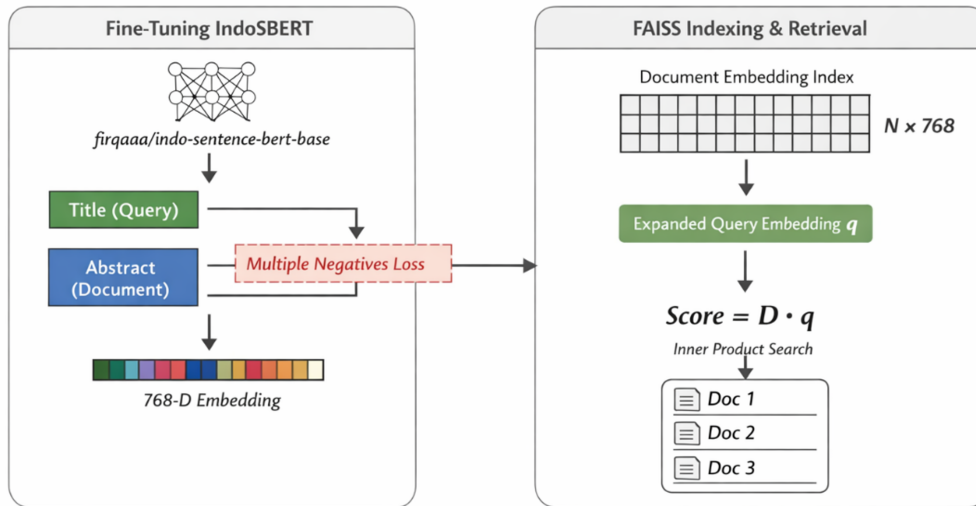 Fine-Tuning IndoSBERT
firqaaa/indo-sentence-bert-base
Title (Query)
Abstract
(Document)
Multiple Negatives Loss
768-D Embedding
FAISS Indexing & Retrieval
Document Embedding Index
N × 768
Expanded Query Embedding q
Score = D · q
Inner Product Search
Doc 1
Doc 2
Doc 3